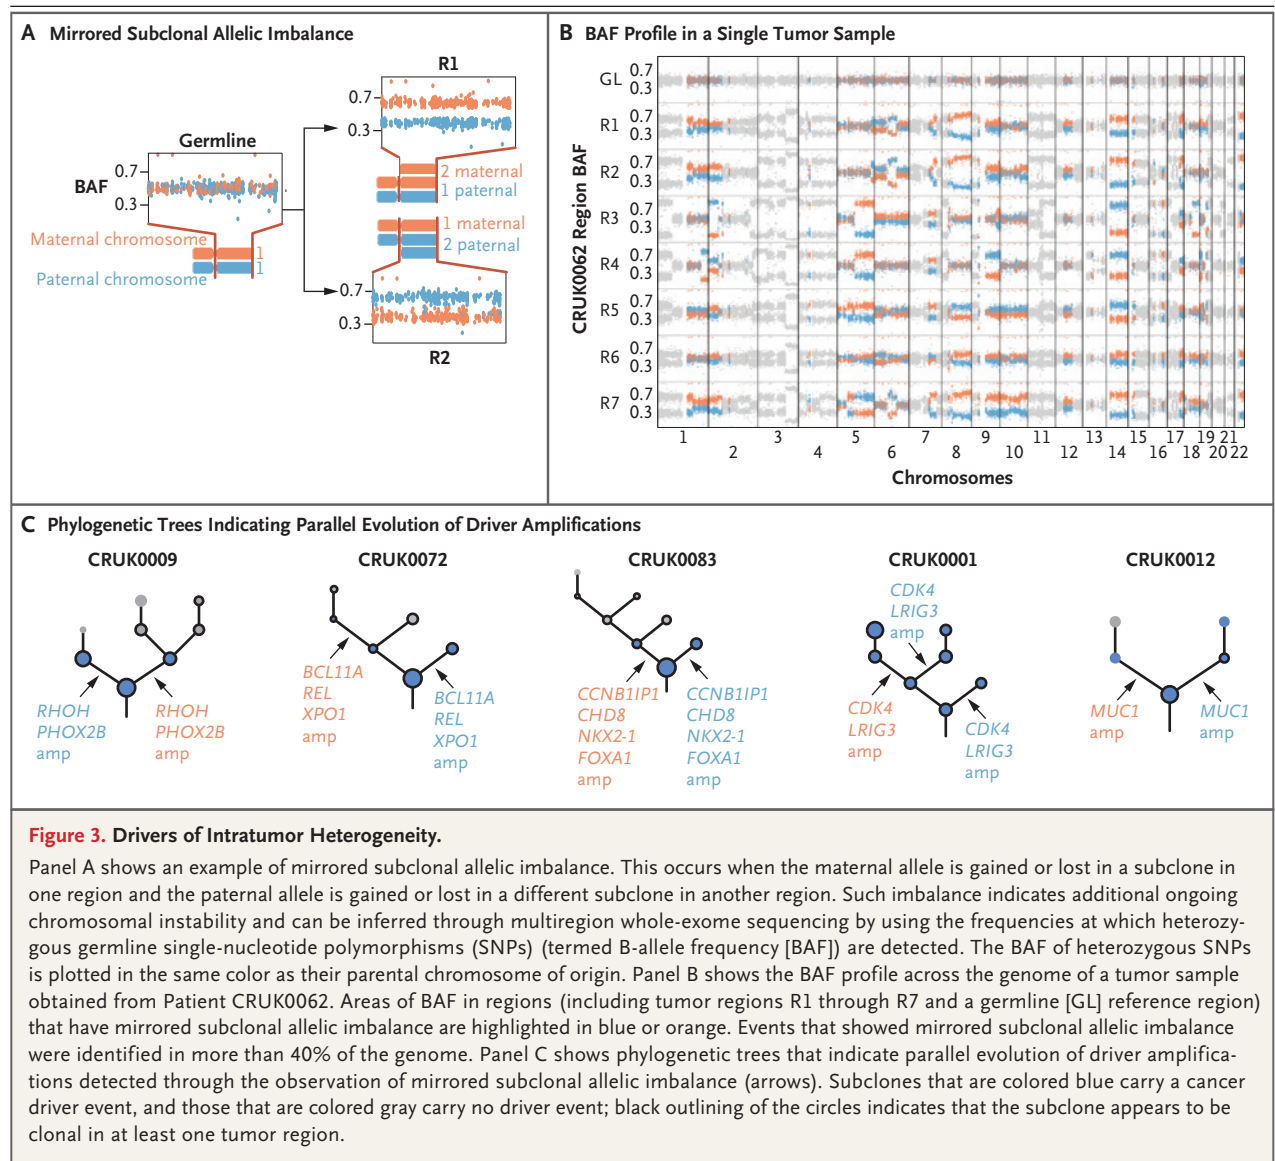 A Mirrored Subclonal Allelic Imbalance
R1
0.7
0.3
Germline
BAF
0.7
0.3
2 maternal
1 paternal
Maternal chromosome
1
Paternal chromosome
1
1 maternal
2 paternal
0.7
0.3
R2
B BAF Profile in a Single Tumor Sample
CRUK0062 Region BAF
GL 0.7 0.3
R1 0.7 0.3
R2 0.7 0.3
R3 0.7 0.3
R4 0.7 0.3
R5 0.7 0.3
R6 0.7 0.3
R7 0.7 0.3
1 2 3 4 5 6 7 8 9 10 11 12 13 14 15 16 17 18 19 20 21 22
Chromosomes
C Phylogenetic Trees Indicating Parallel Evolution of Driver Amplifications
CRUK0009
RHOH
PHOX2B
amp
RHOH
PHOX2B
amp
CRUK0072
BCL11A
REL
XPO1
amp
BCL11A
REL
XPO1
amp
CRUK0083
CCNB1IP1
CHD8
NKX2-1
FOXA1
amp
CCNB1IP1
CHD8
NKX2-1
FOXA1
amp
CRUK0001
CDK4
LRIG3
amp
CDK4
LRIG3
amp
CDK4
LRIG3
amp
CRUK0012
MUC1
amp
MUC1
amp
Figure 3. Drivers of Intratumor Heterogeneity.
Panel A shows an example of mirrored subclonal allelic imbalance. This occurs when the maternal allele is gained or lost in a subclone in
one region and the paternal allele is gained or lost in a different subclone in another region. Such imbalance indicates additional ongoing
chromosomal instability and can be inferred through multiregion whole-exome sequencing by using the frequencies at which heterozy-
gous germline single-nucleotide polymorphisms (SNPs) (termed B-allele frequency [BAF]) are detected. The BAF of heterozygous SNPs
is plotted in the same color as their parental chromosome of origin. Panel B shows the BAF profile across the genome of a tumor sample
obtained from Patient CRUK0062. Areas of BAF in regions (including tumor regions R1 through R7 and a germline [GL] reference region)
that have mirrored subclonal allelic imbalance are highlighted in blue or orange. Events that showed mirrored subclonal allelic imbalance
were identified in more than 40% of the genome. Panel C shows phylogenetic trees that indicate parallel evolution of driver amplifica-
tions detected through the observation of mirrored subclonal allelic imbalance (arrows). Subclones that are colored blue carry a cancer
driver event, and those that are colored gray carry no driver event; black outlining of the circles indicates that the subclone appears to be
clonal in at least one tumor region.